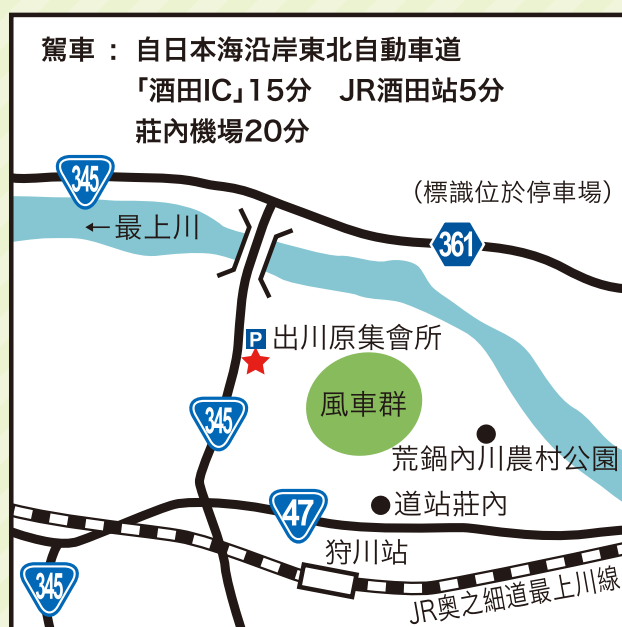 駕車：自日本海沿岸東北自動車道
「酒田IC」15分　JR酒田站5分
莊內機場20分
345
（標識位於停車場）
←最上川
361
P 出川原集會所
風車群
345
荒鍋內川農村公園
道站莊內
47
狩川站
345
JR奥之細道最上川線